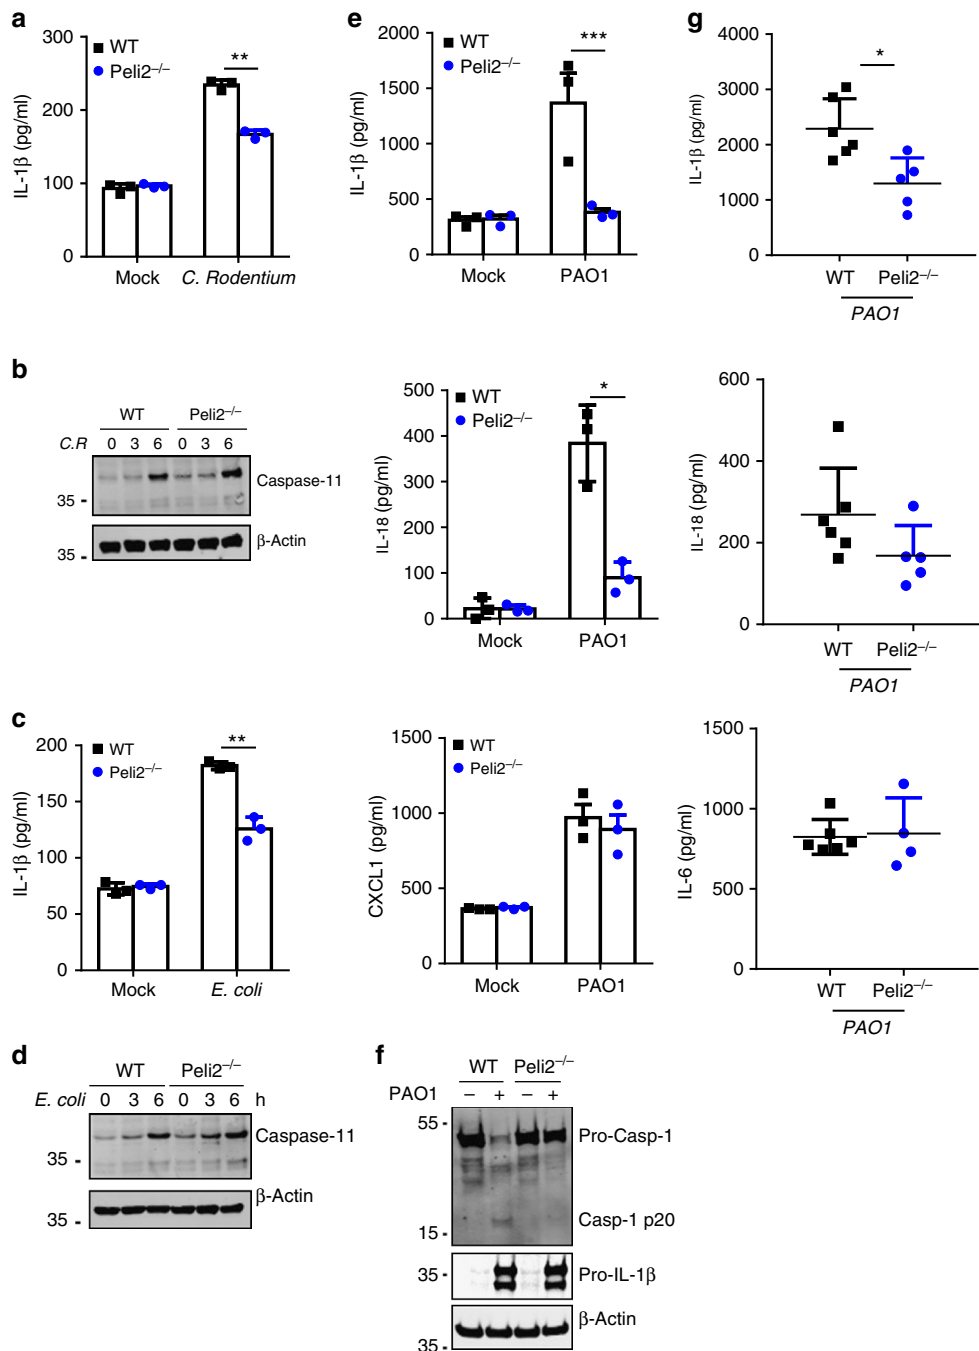 a
300
200
100
0
IL-1β (pg/ml)
WT
Peli2–/–
**
Mock
C. Rodentium
e
2000
1500
1000
500
0
IL-1β (pg/ml)
WT
Peli2–/–
***
Mock
PAO1
g
4000
3000
2000
1000
0
IL-1β (pg/ml)
*
WT
Peli2–/–
PAO1
b
WT
Peli2–/–
C.R
0 3 6 0 3 6
Caspase-11
35
β-Actin
35
500
400
300
200
100
0
IL-18 (pg/ml)
WT
Peli2–/–
*
Mock
PAO1
600
400
200
0
IL-18 (pg/ml)
WT
Peli2–/–
PAO1
c
200
150
100
50
0
IL-1β (pg/ml)
WT
Peli2–/–
**
Mock
E. coli
1500
1000
500
0
CXCL1 (pg/ml)
WT
Peli2–/–
Mock
PAO1
1500
1000
500
0
IL-6 (pg/ml)
WT
Peli2–/–
PAO1
d
WT
Peli2–/–
E. coli 0 3 6 0 3 6 h
Caspase-11
35
β-Actin
35
f
WT
Peli2–/–
PAO1 – + – +
55
Pro-Casp-1
Casp-1 p20
15
35
Pro-IL-1β
β-Actin
35